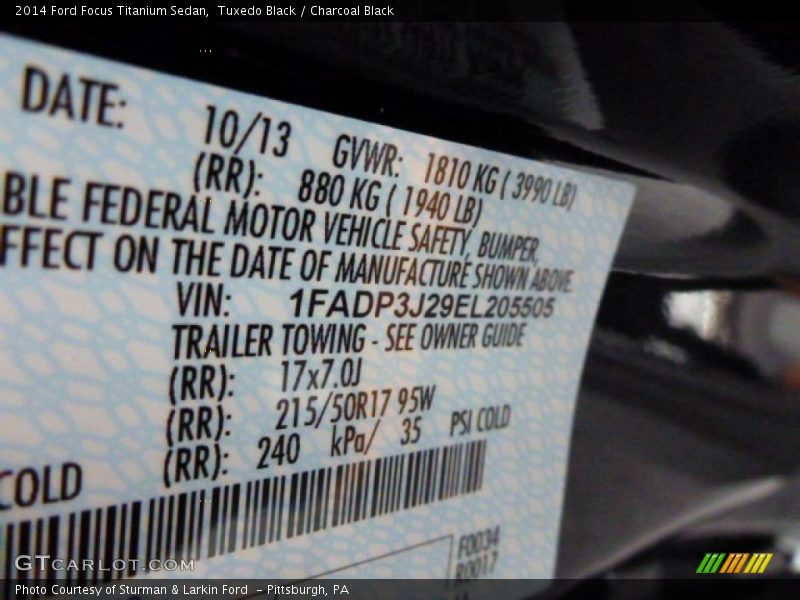 2014 Ford Focus Titanium Sedan, Tuxedo Black / Charcoal Black
DATE: 10/13 GVWR: 1810 KG ( 3990 LB)
(RR): 880 KG ( 1940 LB)
BLE FEDERAL MOTOR VEHICLE SAFETY, BUMPER,
FFECT ON THE DATE OF MANUFACTURE SHOWN ABOVE
VIN: 1FADP3J29EL205505
TRAILER TOWING - SEE OWNER GUIDE
(RR): 17x7.0J
(RR): 215/50R17 95W
COLD (RR): 240 kPa/ 35 PSI COLD
F0034
R0017
GTCARLOT.COM
Photo Courtesy of Sturman & Larkin Ford - Pittsburgh, PA